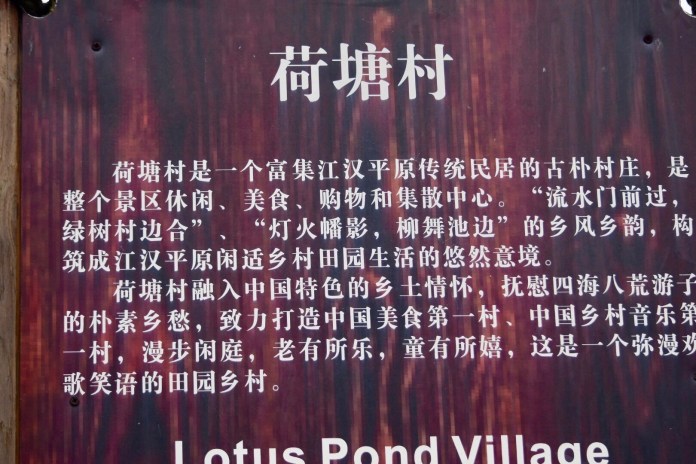 荷塘村
荷塘村是一个富集江汉平原传统民居的古朴村庄，是
整个景区休闲、美食、购物和集散中心。“流水门前过，
绿树村边合”、“灯火幡影，柳舞池边”的乡风乡韵，构
筑成江汉平原闲适乡村田园生活的悠然意境。
荷塘村融入中国特色的乡土情怀，抚慰四海八荒游子
的朴素乡愁，致力打造中国美食第一村、中国乡村音乐第
一村，漫步闲庭，老有所乐，童有所嬉，这是一个弥漫欢
歌笑语的田园乡村。
Lotus Pond Village